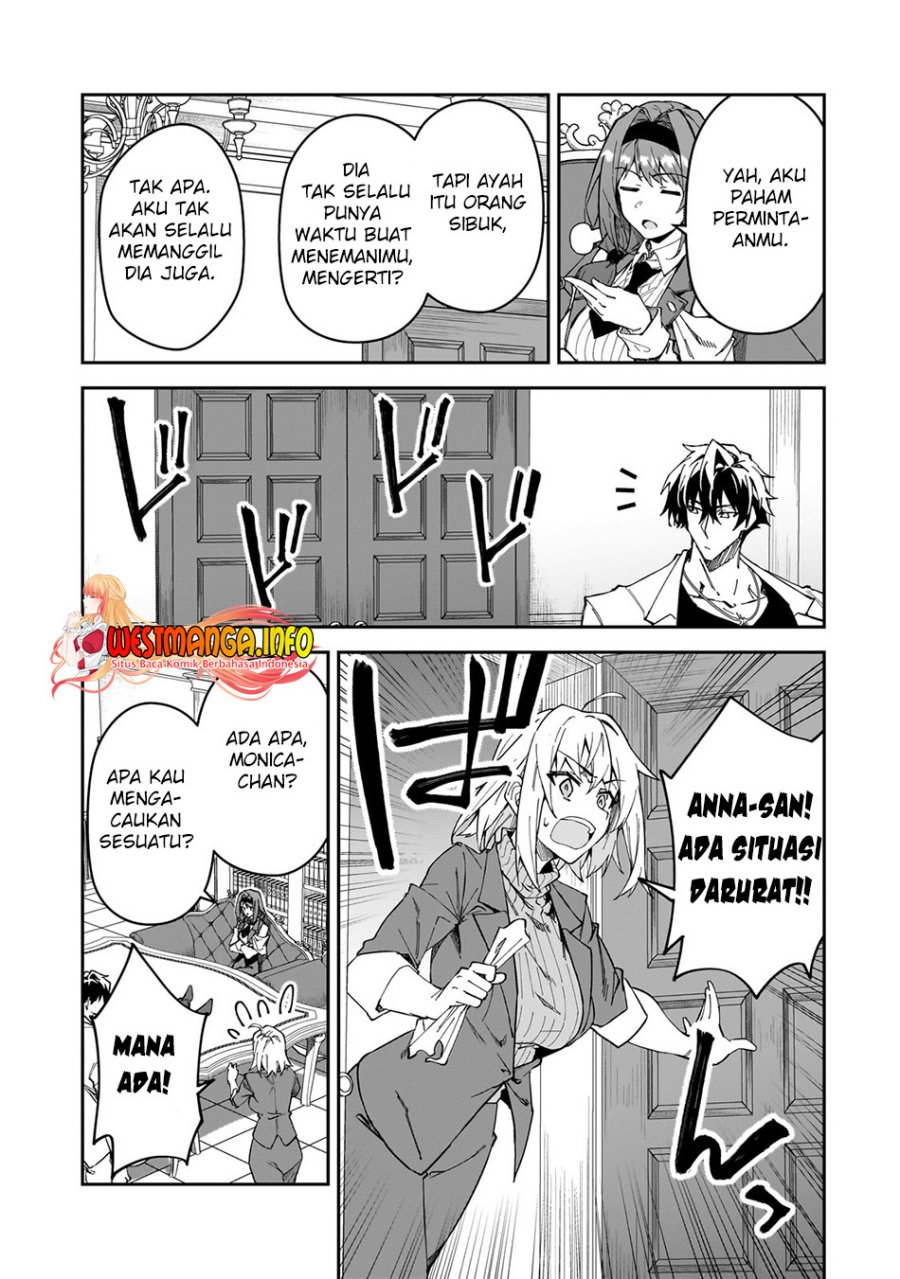 YAH, AKU
PAHAM
PERMINTA-
ANMU.
TAPI AYAH
ITU ORANG
SIBUK,
DIA
TAK SELALU
PUNYA
WAKTU BUAT
MENEMANIMU,
MENGERTI?
TAK APA.
AKU TAK
AKAN SELALU
MEMANGGIL
DIA JUGA.
ド
ド
ド
ド
WESTMANGA.INFO
Situs Baca Komik Berbahasa Indonesia
ANNA-SAN!
ADA SITUASI
DARURAT!!
ばんっ
ADA APA,
MONICA-
CHAN?
APA KAU
MENGA-
CAUKAN
SESUATU?
MANA
ADA!